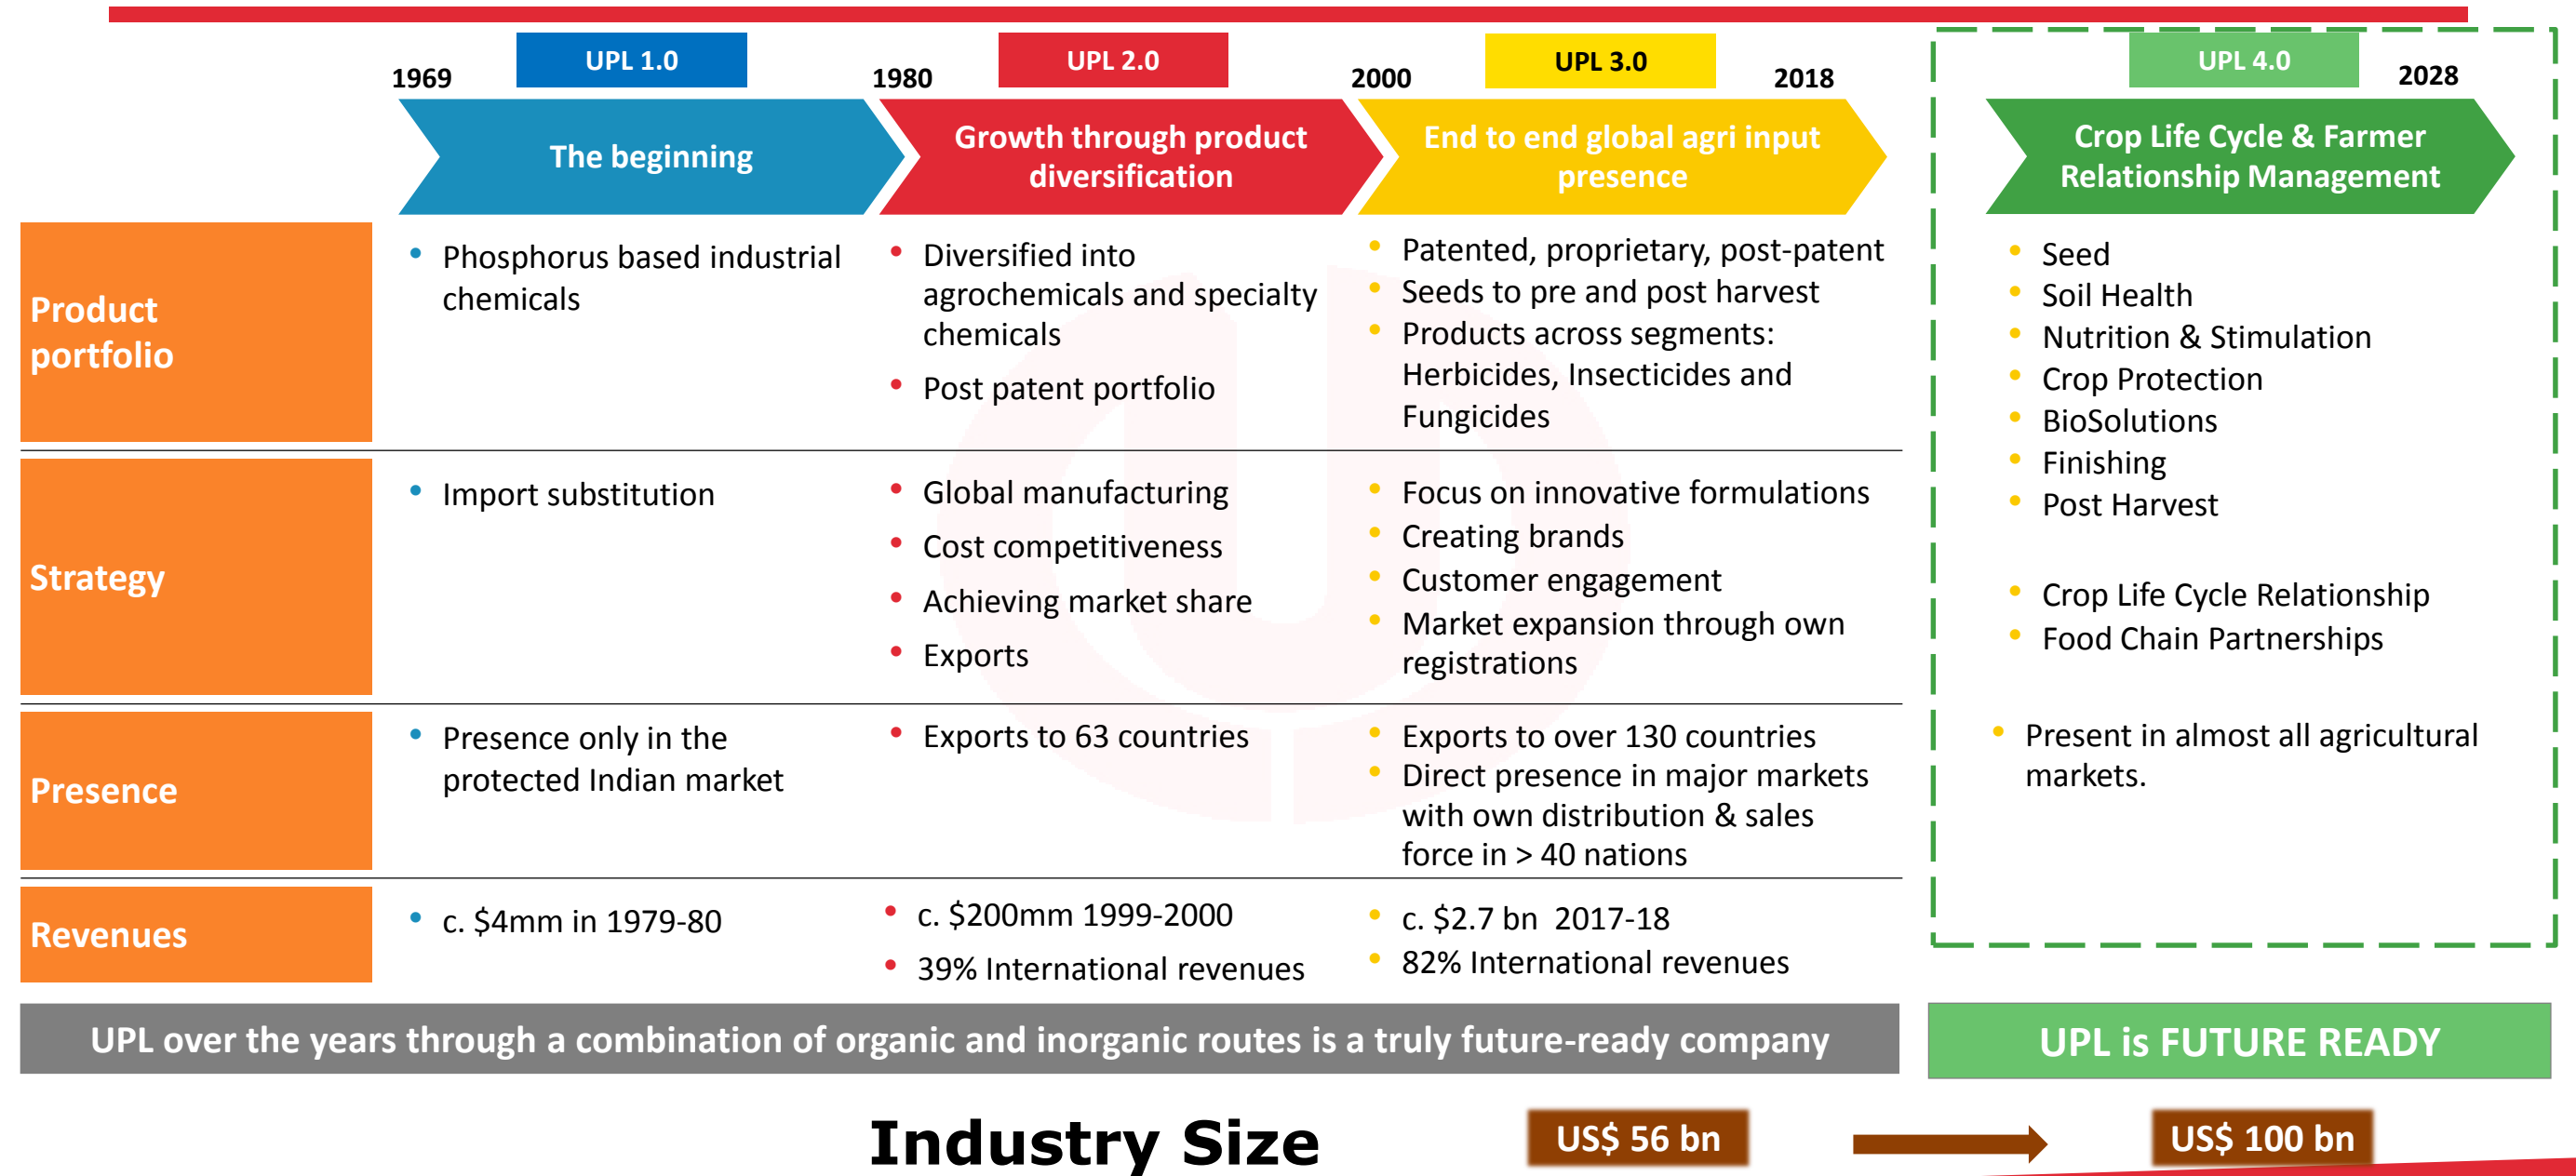 UPL 1.0
UPL 2.0
UPL 3.0
UPL 4.0
1969
1980
2000
2018
2028
The beginning
Growth through product
diversification
End to end global agri input
presence
Crop Life Cycle & Farmer
Relationship Management
Product
portfolio
• Phosphorus based industrial
chemicals
• Diversified into
agrochemicals and specialty
chemicals
• Post patent portfolio
• Patented, proprietary, post-patent
• Seeds to pre and post harvest
• Products across segments:
Herbicides, Insecticides and
Fungicides
• Seed
• Soil Health
• Nutrition & Stimulation
• Crop Protection
• BioSolutions
• Finishing
• Post Harvest
Strategy
• Import substitution
• Global manufacturing
• Cost competitiveness
• Achieving market share
• Exports
• Focus on innovative formulations
• Creating brands
• Customer engagement
• Market expansion through own
registrations
• Crop Life Cycle Relationship
• Food Chain Partnerships
Presence
• Presence only in the
protected Indian market
• Exports to 63 countries
• Exports to over 130 countries
• Direct presence in major markets
with own distribution & sales
force in > 40 nations
• Present in almost all agricultural
markets.
Revenues
• c. $4mm in 1979-80
• c. $200mm 1999-2000
• 39% International revenues
• c. $2.7 bn 2017-18
• 82% International revenues
UPL over the years through a combination of organic and inorganic routes is a truly future-ready company
UPL is FUTURE READY
Industry Size
US$ 56 bn
US$ 100 bn